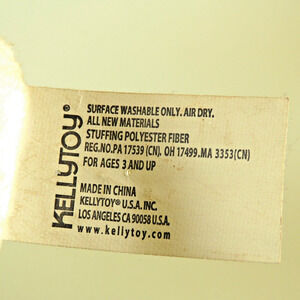 KELLYTOY®
SURFACE WASHABLE ONLY. AIR DRY.
ALL NEW MATERIALS
STUFFING POLYESTER FIBER
REG.NO.PA 17539 (CN). OH 17499.MA 3353(CN)
FOR AGES 3 AND UP
MADE IN CHINA
KELLYTOY® U.S.A. INC.
LOS ANGELES CA 90058 U.S.A.
www.kellytoy.com